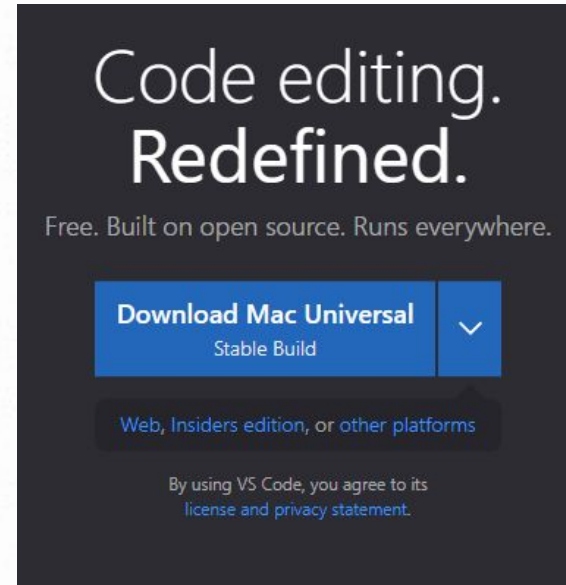 Code editing.
Redefined.
Free. Built on open source. Runs everywhere.
Download Mac Universal
Stable Build
Web, Insiders edition, or other platforms
By using VS Code, you agree to its
license and privacy statement.